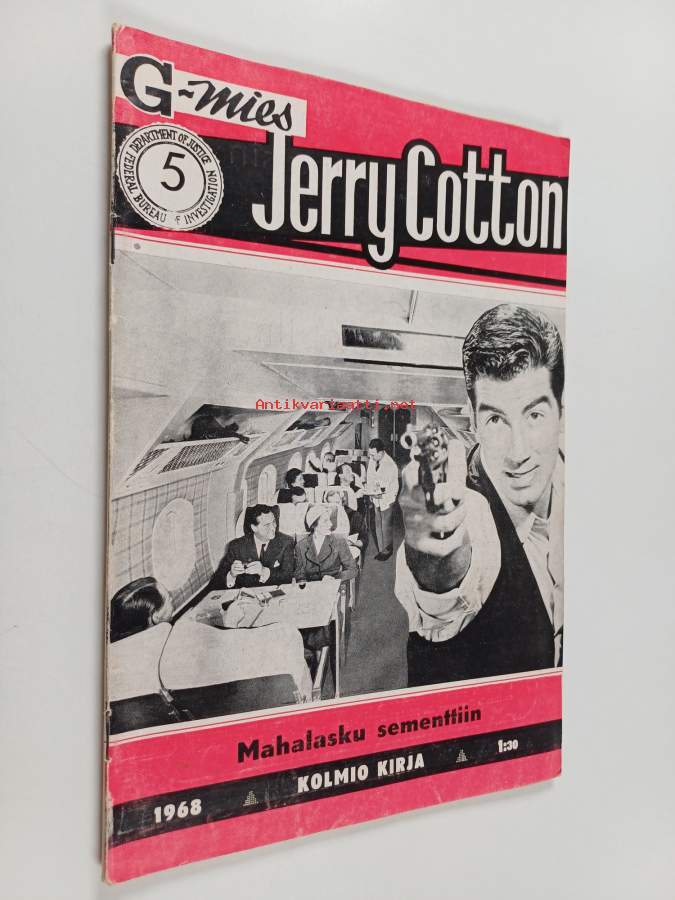 G-mies
Jerry Cotton
DEPARTMENT OF JUSTICE
FEDERAL BUREAU OF INVESTIGATION
5
Antikvariaatti.net
Mahalasku sementtiin
1968 KOLMIO KIRJA 1:30